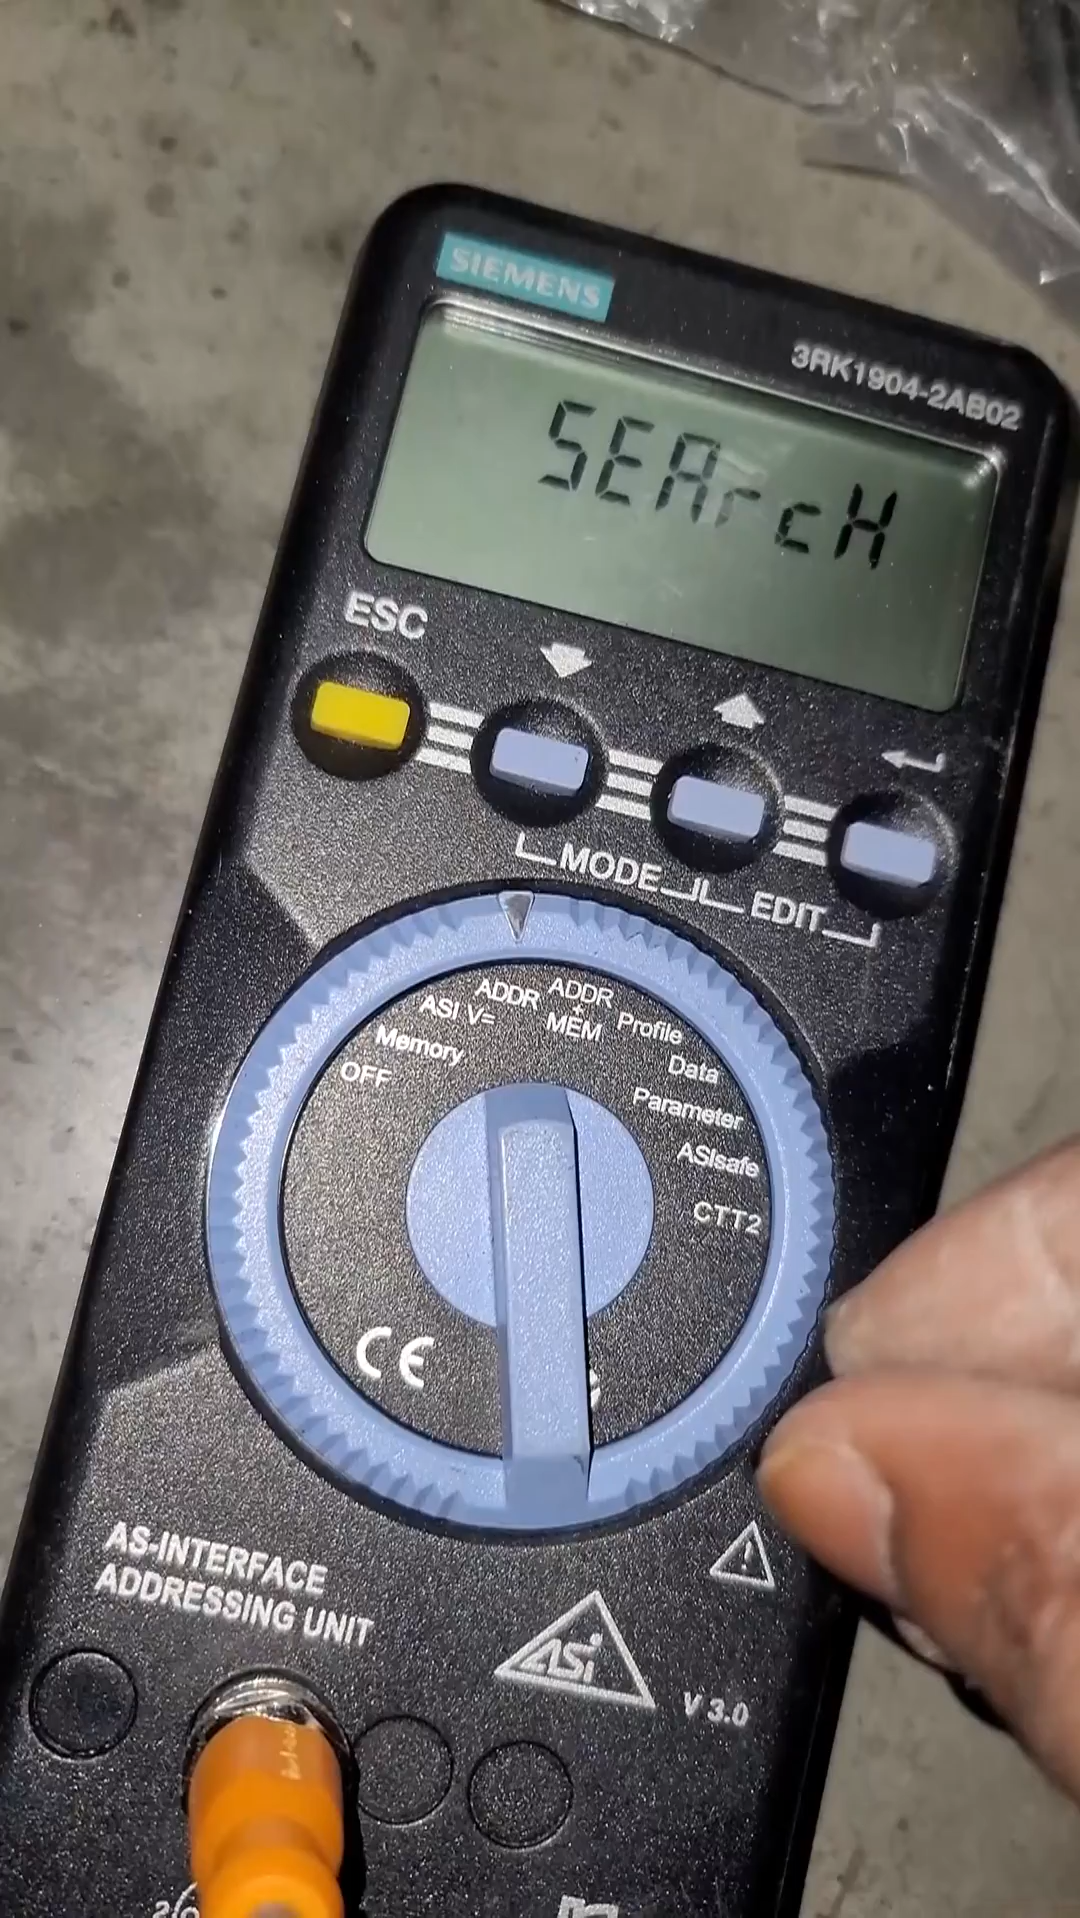 SIEMENS
3RK1904-2AB02
SEArcH
ESC
MODE
EDIT
OFF
Memory
ASI V=
ADDR
ADDR
+
MEM
Profile
Data
Parameter
ASIsafe
CTT2
CE
AS-INTERFACE
ADDRESSING UNIT
ASi
V 3.0